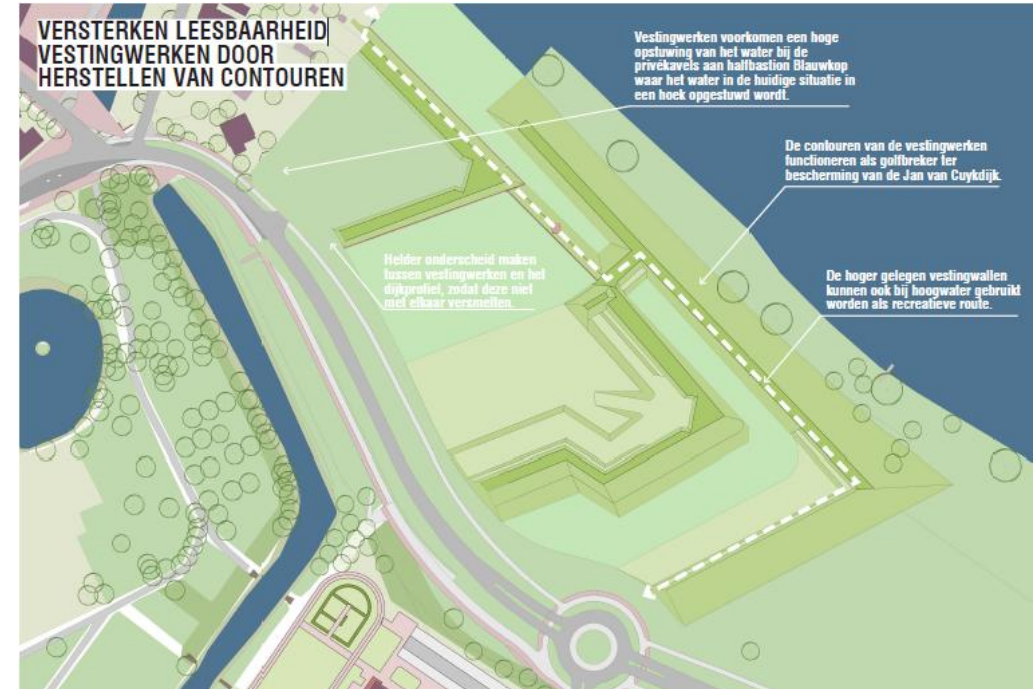 VERSTERKEN LEESBAARHEID
VESTINGWERKEN DOOR
HERSTELLEN VAN CONTOUREN
Vestingwerken voorkomen een hoge
opstuwing van het water bij de
privékavels aan halfbastion Blauwkop
waar het water in de huidige situatie in
een hoek opgestuwd wordt.
De contouren van de vestingwerken
functioneren als golfbreker ter
bescherming van de Jan van Cuykdijk.
Helder onderscheid maken
tussen vestingwerken en het
dijkprofiel, zodat deze niet
met elkaar versmelten.
De hoger gelegen vestingwallen
kunnen ook bij hoogwater gebruikt
worden als recreatieve route.